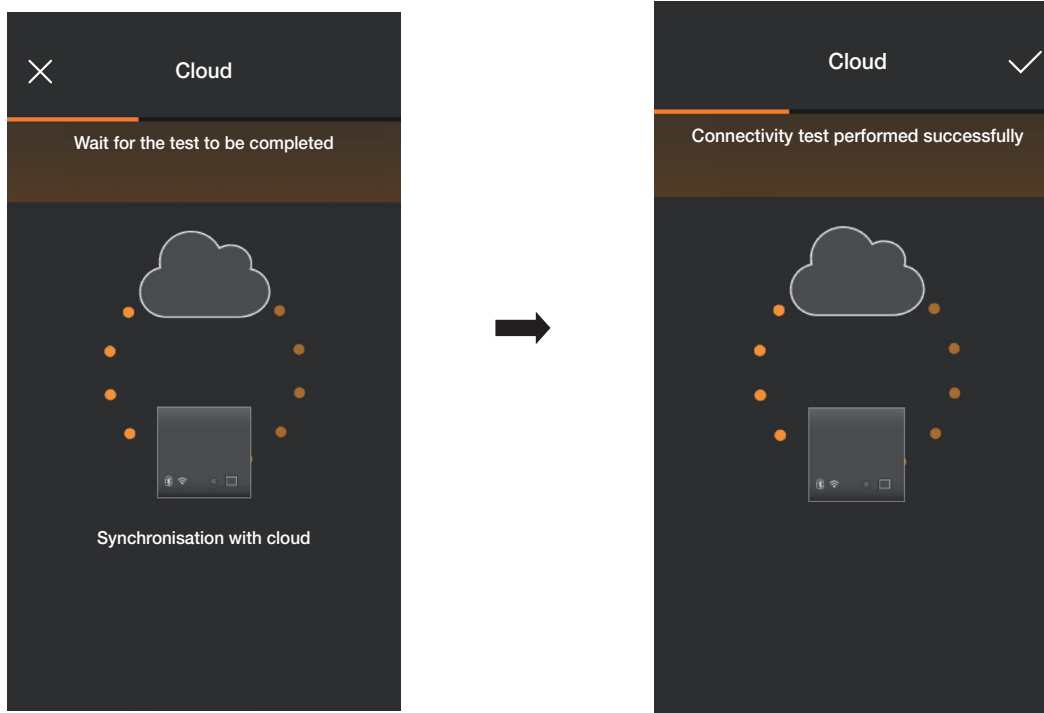 Cloud
Wait for the test to be completed
Synchronisation with cloud
Cloud
Connectivity test performed successfully